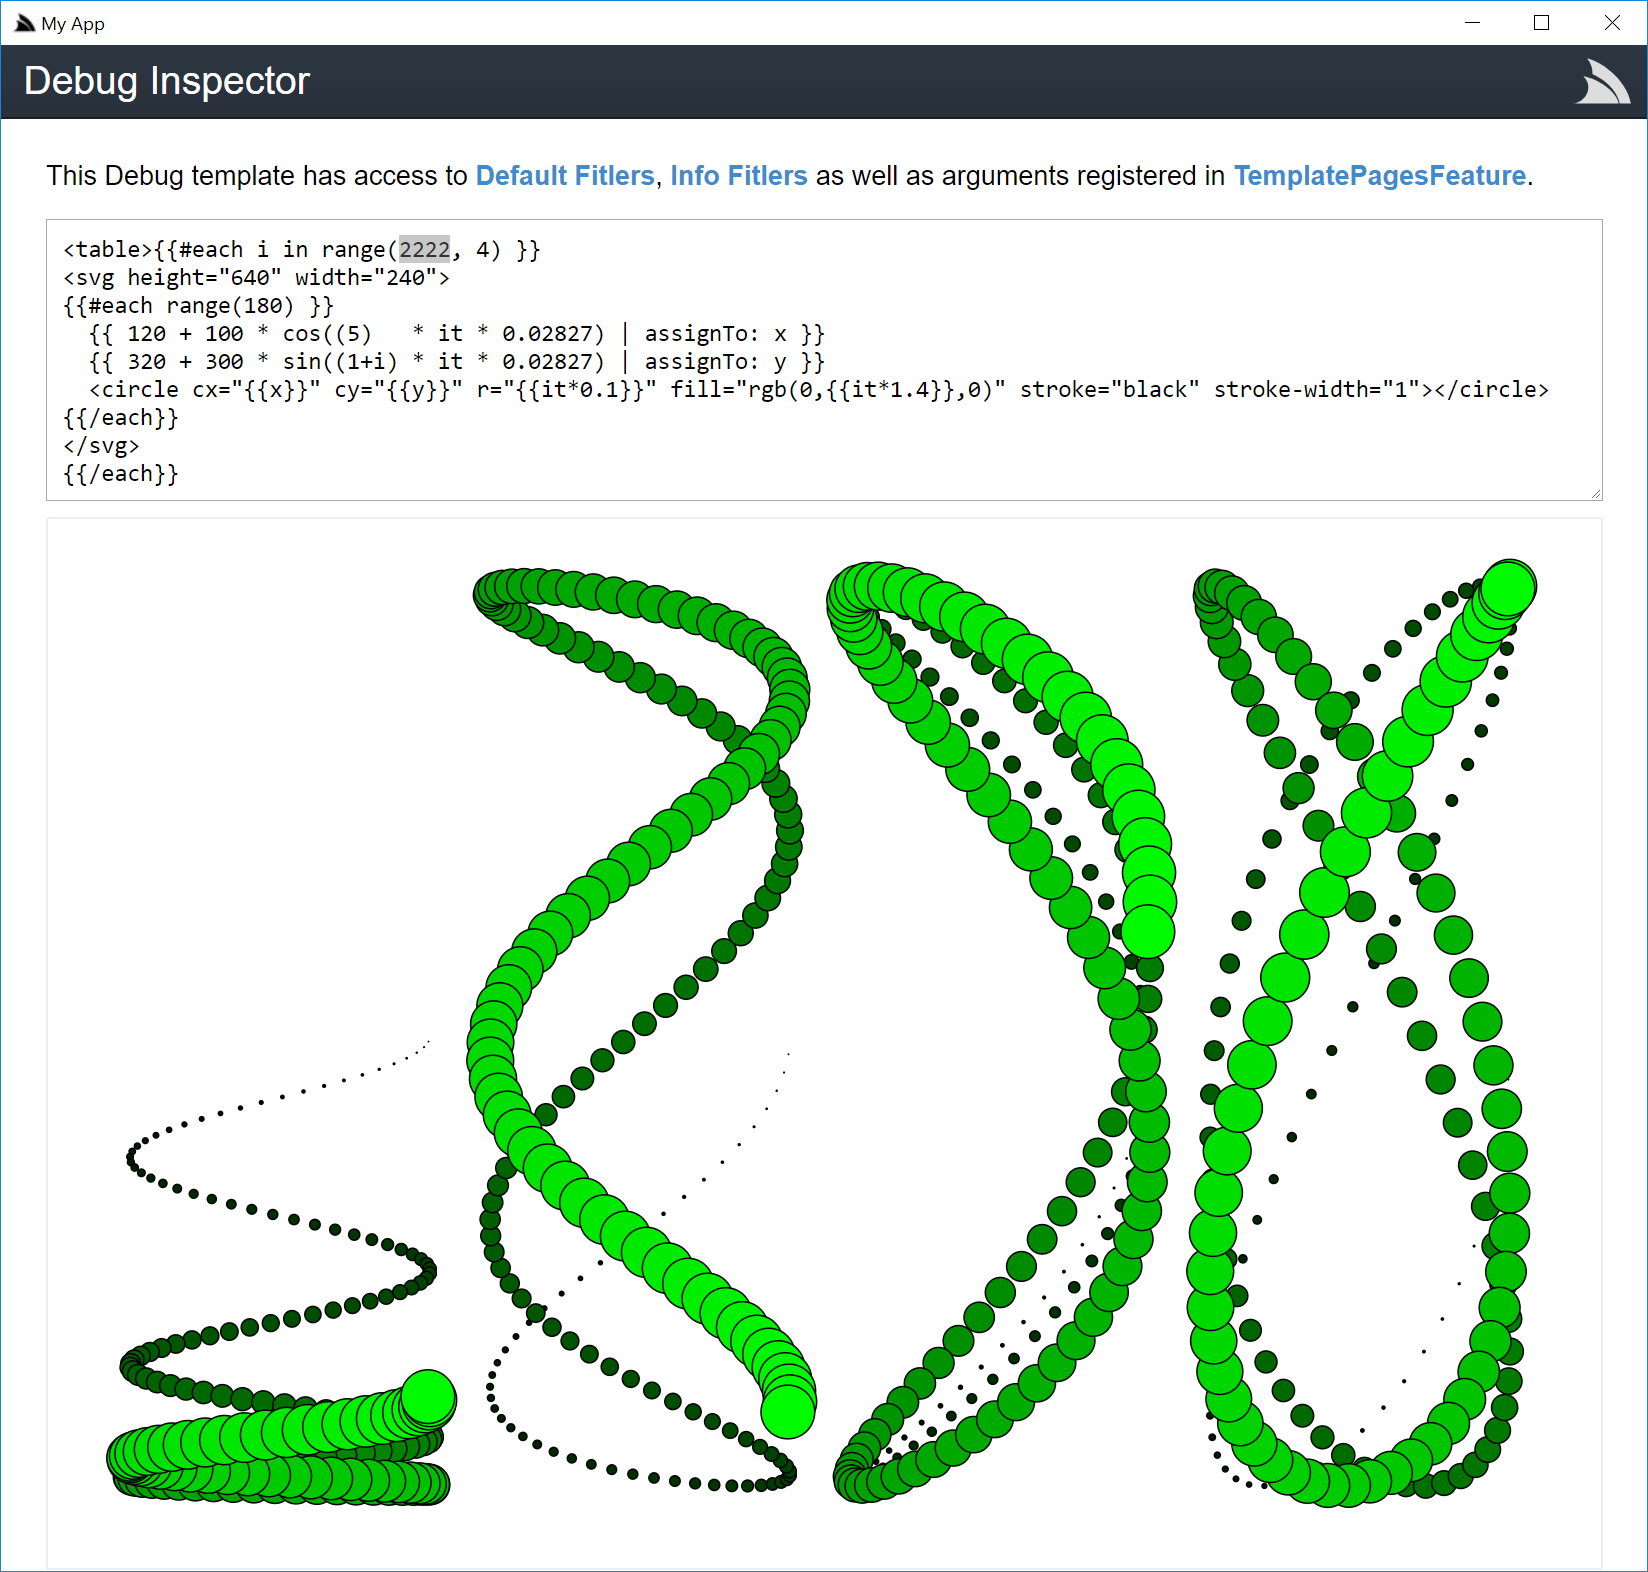 My App
Debug Inspector
This Debug template has access to Default Fitlers, Info Fitlers as well as arguments registered in TemplatePagesFeature.
<table>{{#each i in range(2222, 4) }}
<svg height="640" width="240">
{{#each range(180) }}
  {{ 120 + 100 * cos((5)   * it * 0.02827) | assignTo: x }}
  {{ 320 + 300 * sin((1+i) * it * 0.02827) | assignTo: y }}
  <circle cx="{{x}}" cy="{{y}}" r="{{it*0.1}}" fill="rgb(0,{{it*1.4}},0)" stroke="black" stroke-width="1"></circle>
{{/each}}
</svg>
{{/each}}